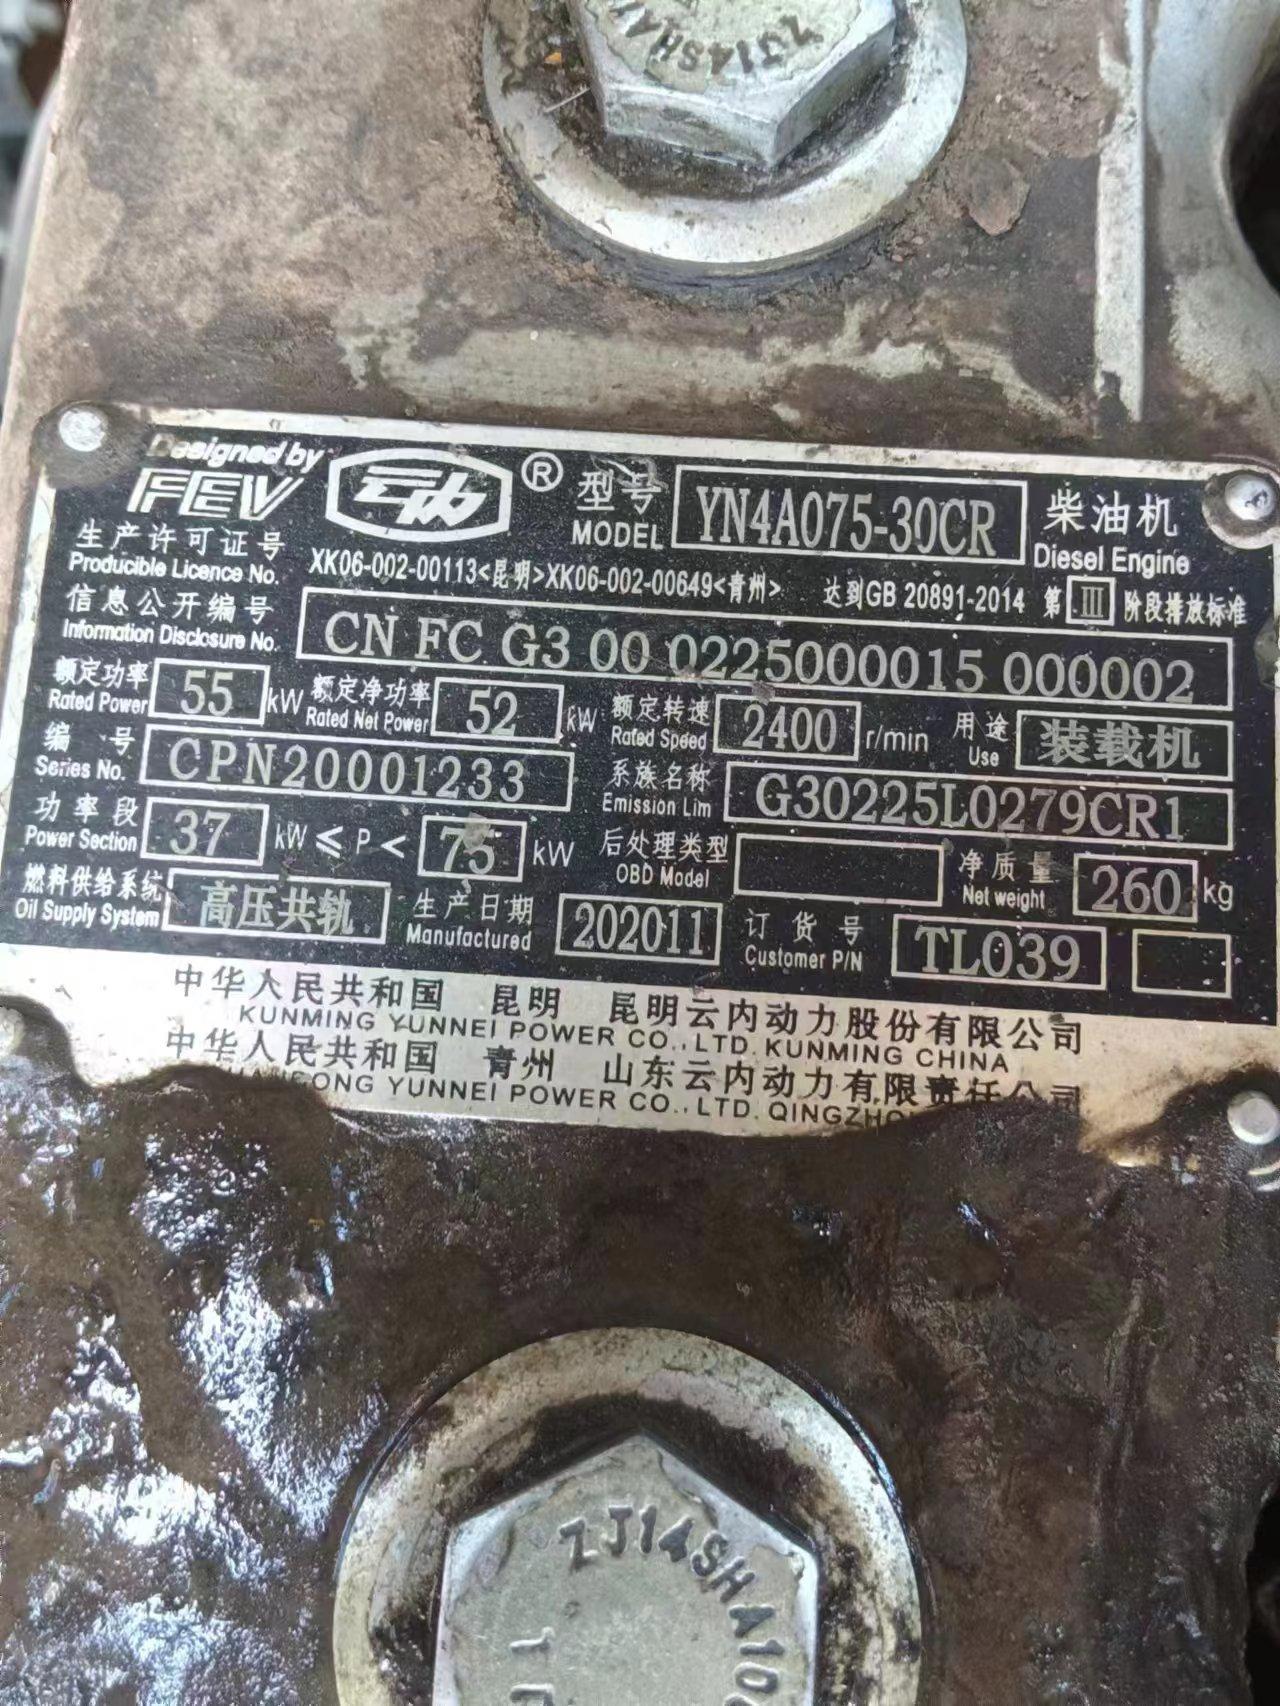 ZJ14SHA
Designed by
FEV
云内
®
型号
MODEL
YN4A075-30CR
柴油机
Diesel Engine
生产许可证号
Producible Licence No.
XK06-002-00113<昆明>XK06-002-00649<青州>
达到GB 20891-2014 第 III 阶段排放标准
信息公开编号
Information Disclosure No.
CN FC G3 00 0225000015 000002
额定功率
Rated Power
55 kW
额定净功率
Rated Net Power
52 kW
额定转速
Rated Speed
2400 r/min
用途
Use
装载机
编号
Series No.
CPN20001233
系族名称
Emission Lim
G30225L0279CR1
功率段
Power Section
37 kW ≤ P < 75 kW
后处理类型
OBD Model
净质量
Net weight
260 kg
燃料供给系统
Oil Supply System
高压共轨
生产日期
Manufactured
202011
订货号
Customer P/N
TL039
中华人民共和国 昆明 昆明云内动力股份有限公司
KUNMING YUNNEI POWER CO.,LTD. KUNMING CHINA
中华人民共和国 青州 山东云内动力有限责任公司
YUNNEI POWER CO.,LTD.
ZJ14SHA10